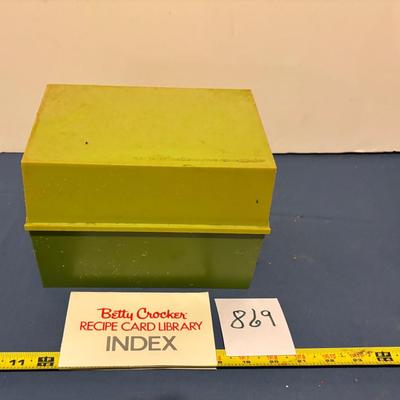 Betty Crocker
RECIPE CARD LIBRARY
INDEX
869
11